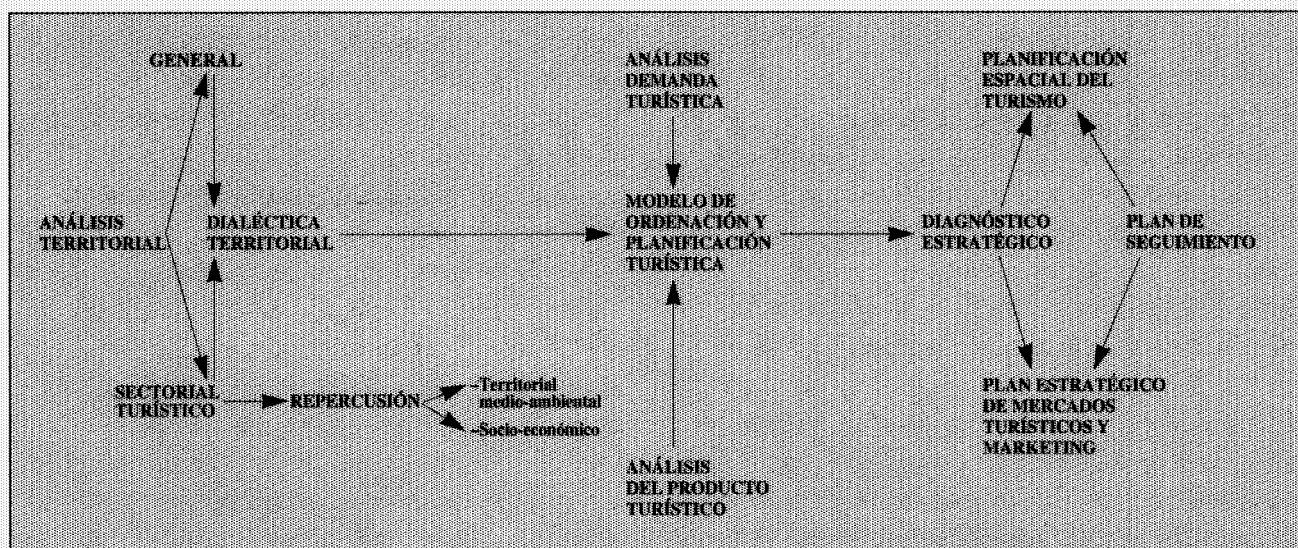 GENERAL
ANÁLISIS
DEMANDA
TURÍSTICA
PLANIFICACIÓN
ESPACIAL DEL
TURISMO
ANÁLISIS
TERRITORIAL
DIALÉCTICA
TERRITORIAL
MODELO DE
ORDENACIÓN Y
PLANIFICACIÓN
TURÍSTICA
DIAGNÓSTICO
ESTRATÉGICO
PLAN DE
SEGUIMIENTO
SECTORIAL
TURÍSTICO
REPERCUSIÓN
–Territorial
medio-ambiental
–Socio-económico
PLAN ESTRATÉGICO
DE MERCADOS
TURÍSTICOS Y
MARKETING
ANÁLISIS
DEL PRODUCTO
TURÍSTICO